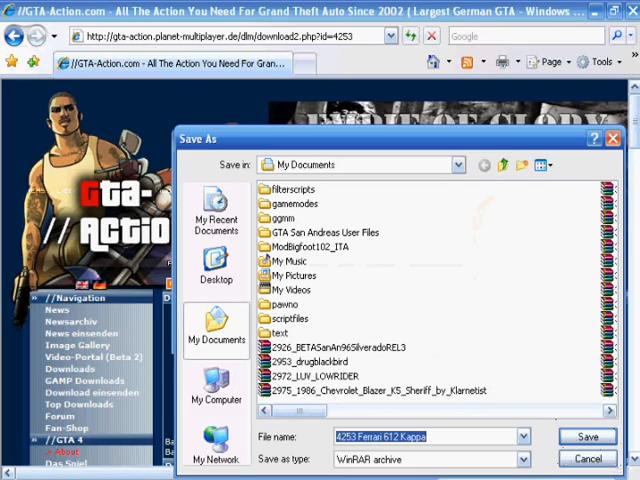 //GTA-Action.com - All The Action You Need For Grand Theft Auto Since 2002 ( Largest German GTA - Windows ...
http://gta-action.planet-multiplayer.de/dlm/download2.php?id=4253
Google
//GTA-Action.com - All The Action You Need For Gran...
Page
Tools
OF GLORY
Gta-
// Actio
Save As
Save in:
My Documents
My Recent
Documents
Desktop
My Documents
My Computer
My Network
filterscripts
gamemodes
ggmm
GTA San Andreas User Files
ModBigfoot102_ITA
My Music
My Pictures
My Videos
pawno
scriptfiles
text
2926_BETASanAn96SilveradoREL3
2953_drugblackbird
2972_LUV_LOWRIDER
2975_1986_Chevrolet_Blazer_K5_Sheriff_by_Klarnetist
File name:
4253 Ferrari 612 Kappa
Save
Save as type:
WinRAR archive
Cancel
//Navigation
News
Newsarchiv
News einsenden
Image Gallery
Video-Portal (Beta 2)
Downloads
GAMP Downloads
Download einsenden
Top Downloads
Forum
Fan-Shop
//GTA 4
» About
Das Spiel